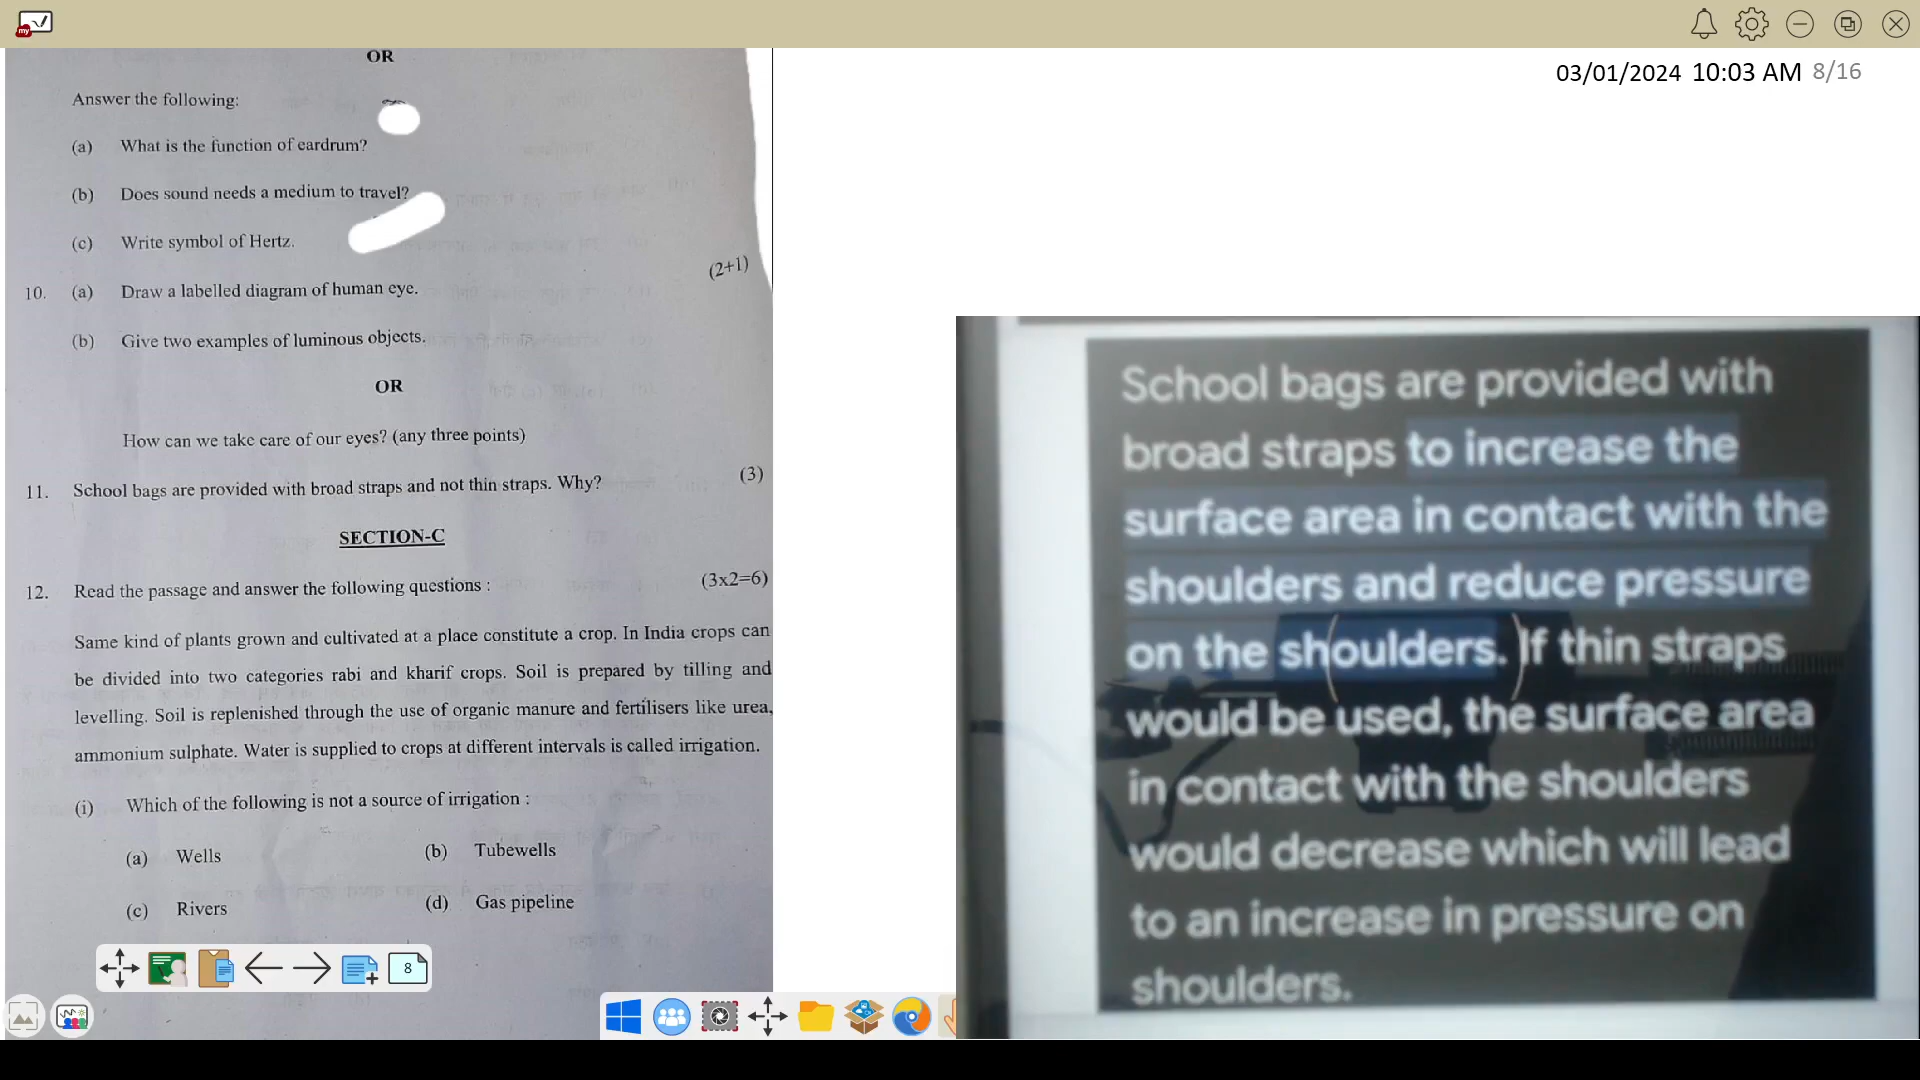 my
03/01/2024 10:03 AM 8/16
OR
Answer the following:
(a) What is the function of eardrum?
(b) Does sound needs a medium to travel?
(c) Write symbol of Hertz.
(2+1)
10. (a) Draw a labelled diagram of human eye.
(b) Give two examples of luminous objects.
OR
How can we take care of our eyes? (any three points)
11. School bags are provided with broad straps and not thin straps. Why? (3)
SECTION-C
12. Read the passage and answer the following questions : (3x2=6)
Same kind of plants grown and cultivated at a place constitute a crop. In India crops can
be divided into two categories rabi and kharif crops. Soil is prepared by tilling and
levelling. Soil is replenished through the use of organic manure and fertilisers like urea,
ammonium sulphate. Water is supplied to crops at different intervals is called irrigation.
(i) Which of the following is not a source of irrigation :
(a) Wells (b) Tubewells
(c) Rivers (d) Gas pipeline
8
School bags are provided with
broad straps to increase the
surface area in contact with the
shoulders and reduce pressure
on the shoulders. If thin straps
would be used, the surface area
in contact with the shoulders
would decrease which will lead
to an increase in pressure on
shoulders.